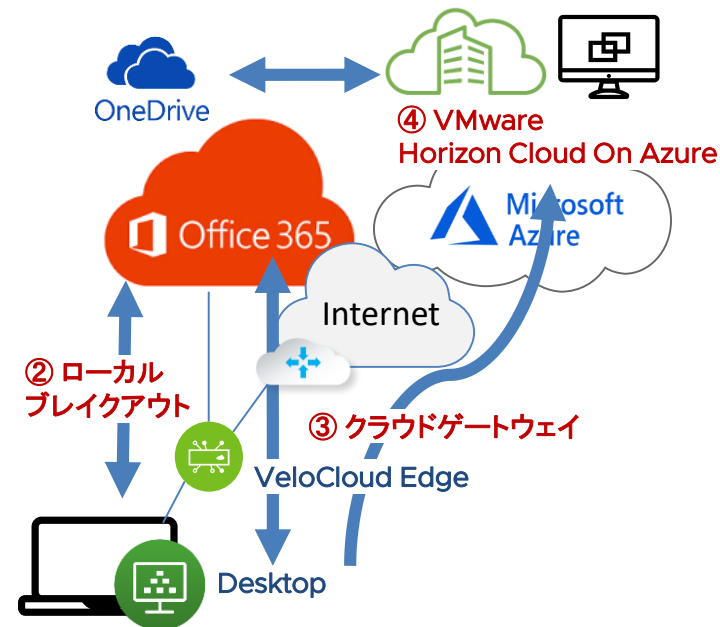 OneDrive
④ VMware
Horizon Cloud On Azure
Office 365
Microsoft
Azure
Internet
② ローカル
ブレイクアウト
③ クラウドゲートウェイ
VeloCloud Edge
Desktop